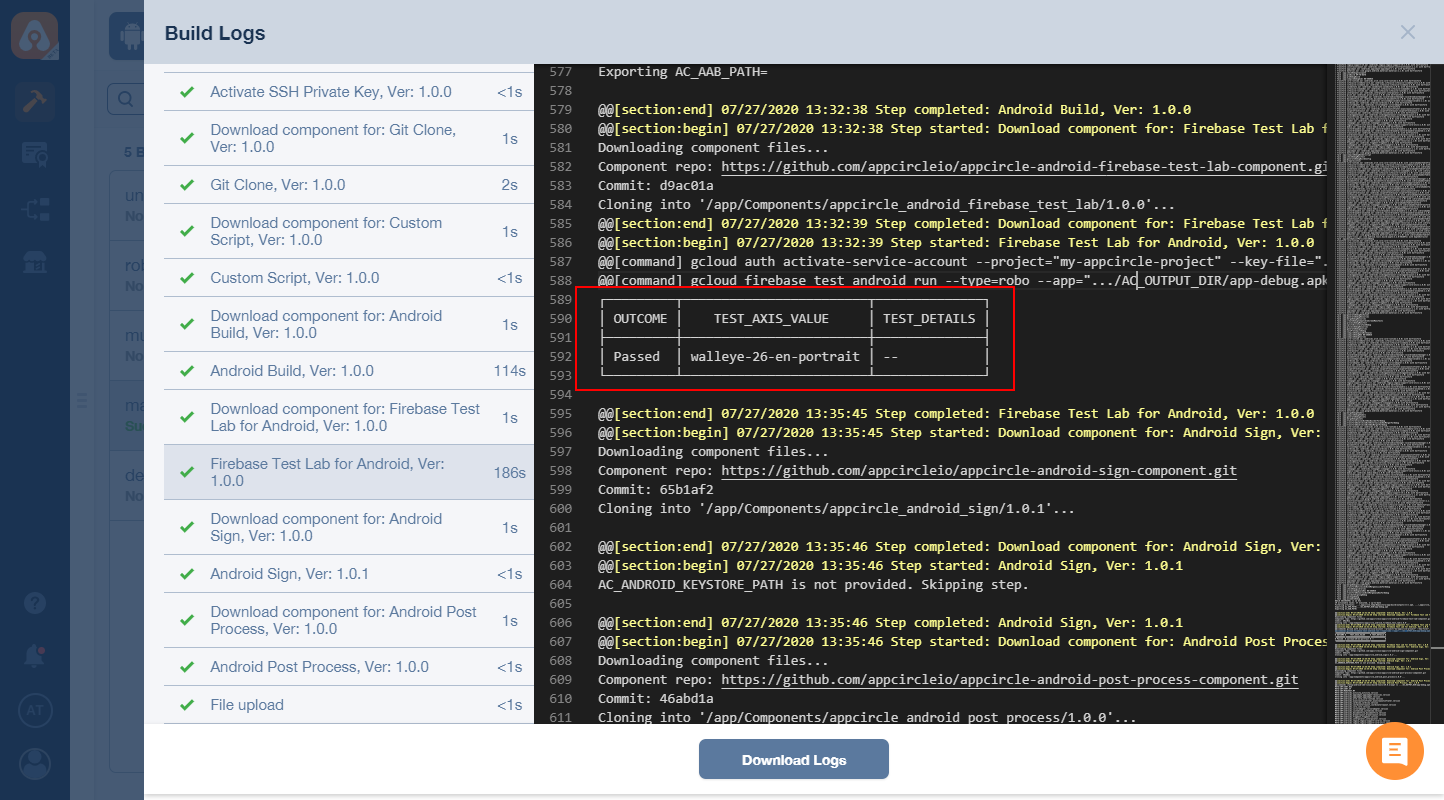 Build Logs
5 B
un
No
rol
No
mu
No
ma
Su
de
No
AT
Activate SSH Private Key, Ver: 1.0.0 <1s
Download component for: Git Clone,
Ver: 1.0.0 1s
Git Clone, Ver: 1.0.0 2s
Download component for: Custom
Script, Ver: 1.0.0 1s
Custom Script, Ver: 1.0.0 <1s
Download component for: Android
Build, Ver: 1.0.0 1s
Android Build, Ver: 1.0.0 114s
Download component for: Firebase Test
Lab for Android, Ver: 1.0.0 1s
Firebase Test Lab for Android, Ver:
1.0.0 186s
Download component for: Android
Sign, Ver: 1.0.0 1s
Android Sign, Ver: 1.0.1 <1s
Download component for: Android Post
Process, Ver: 1.0.0 1s
Android Post Process, Ver: 1.0.0 <1s
File upload <1s
577 Exporting AC_AAB_PATH=
578
579 @@[section:end] 07/27/2020 13:32:38 Step completed: Android Build, Ver: 1.0.0
580 @@[section:begin] 07/27/2020 13:32:38 Step started: Download component for: Firebase Test Lab f
581 Downloading component files...
582 Component repo: https://github.com/appcircleio/appcircle-android-firebase-test-lab-component.gi
583 Commit: d9ac01a
584 Cloning into '/app/Components/appcircle_android_firebase_test_lab/1.0.0'...
585 @@[section:end] 07/27/2020 13:32:39 Step completed: Download component for: Firebase Test Lab f
586 @@[section:begin] 07/27/2020 13:32:39 Step started: Firebase Test Lab for Android, Ver: 1.0.0
587 @@[command] gcloud auth activate-service-account --project="my-appcircle-project" --key-file=".
588 @@[command] gcloud firebase test android run --type=robo --app=".../AC_OUTPUT_DIR/app-debug.apk
589
590 OUTCOME TEST_AXIS_VALUE TEST_DETAILS
591
592 Passed walleye-26-en-portrait --
593
594
595 @@[section:end] 07/27/2020 13:35:45 Step completed: Firebase Test Lab for Android, Ver: 1.0.0
596 @@[section:begin] 07/27/2020 13:35:45 Step started: Download component for: Android Sign, Ver:
597 Downloading component files...
598 Component repo: https://github.com/appcircleio/appcircle-android-sign-component.git
599 Commit: 65b1af2
600 Cloning into '/app/Components/appcircle_android_sign/1.0.1'...
601
602 @@[section:end] 07/27/2020 13:35:46 Step completed: Download component for: Android Sign, Ver:
603 @@[section:begin] 07/27/2020 13:35:46 Step started: Android Sign, Ver: 1.0.1
604 AC_ANDROID_KEYSTORE_PATH is not provided. Skipping step.
605
606 @@[section:end] 07/27/2020 13:35:46 Step completed: Android Sign, Ver: 1.0.1
607 @@[section:begin] 07/27/2020 13:35:46 Step started: Download component for: Android Post Proces
608 Downloading component files...
609 Component repo: https://github.com/appcircleio/appcircle-android-post-process-component.git
610 Commit: 46abd1a
611 Cloning into '/app/Components/appcircle_android_post_process/1.0.0'...
Download Logs